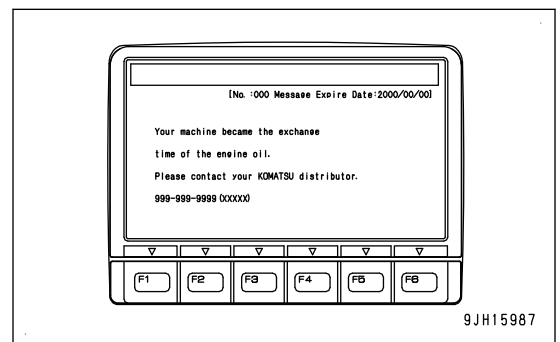 [No. :000 Message Expire Date:2000/00/00]
Your machine became the exchange
time of the engine oil.
Please contact your KOMATSU distributor.
999-999-9999 (XXXXX)
F1 F2 F3 F4 F5 F6
9JH15987